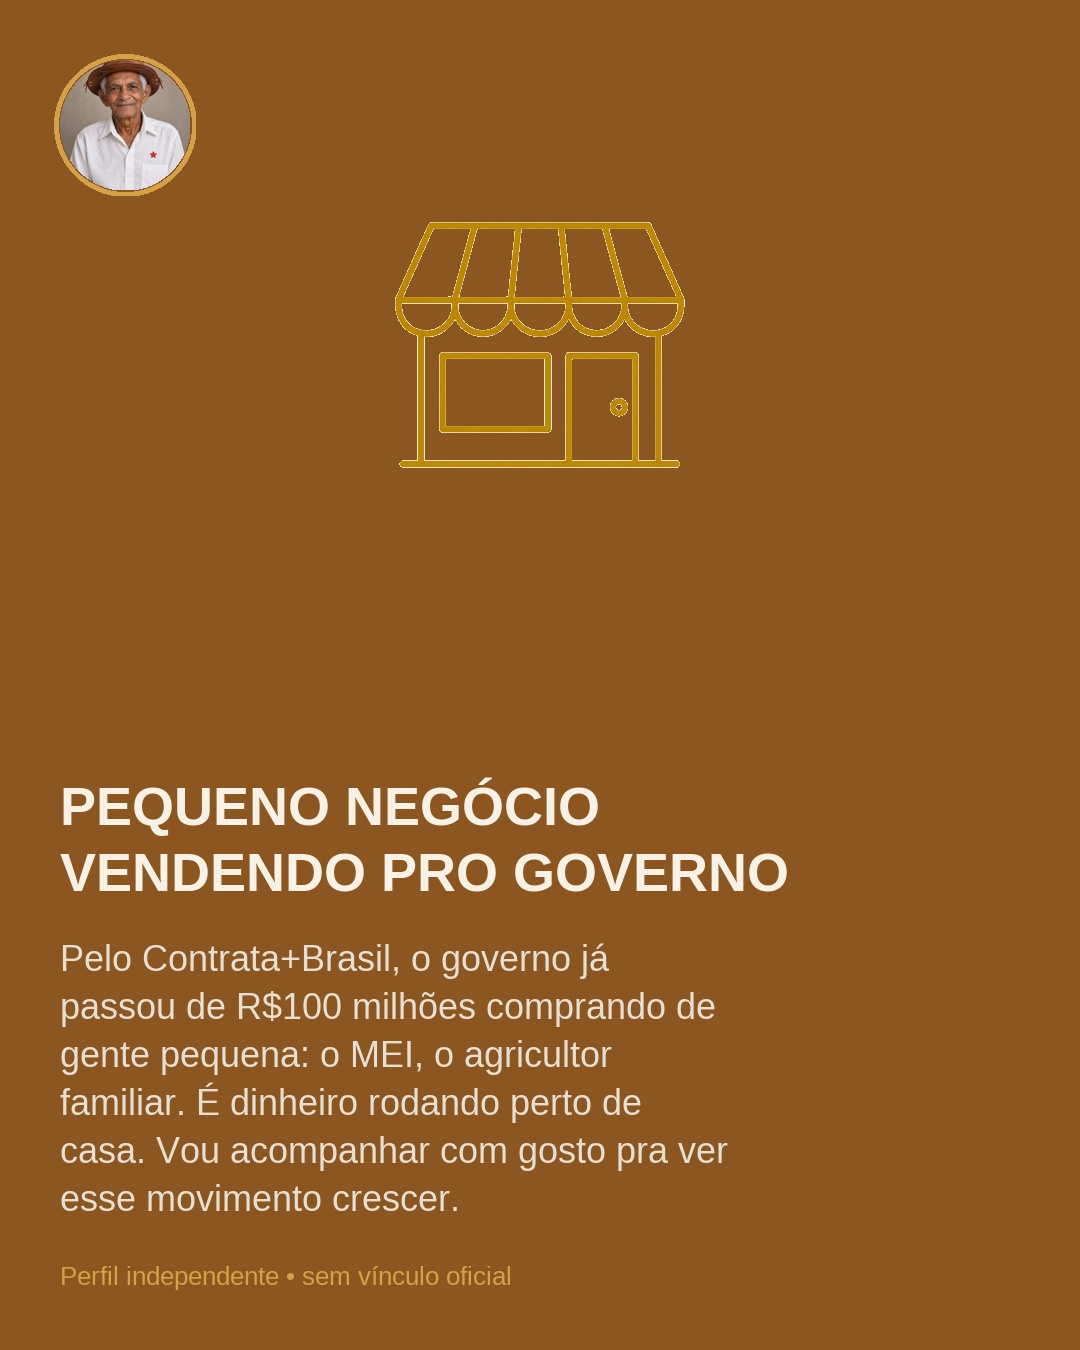 PEQUENO NEGÓCIO
VENDENDO PRO GOVERNO
Pelo Contrata+Brasil, o governo já
passou de R$100 milhões comprando de
gente pequena: o MEI, o agricultor
familiar. É dinheiro rodando perto de
casa. Vou acompanhar com gosto pra ver
esse movimento crescer.
Perfil independente • sem vínculo oficial